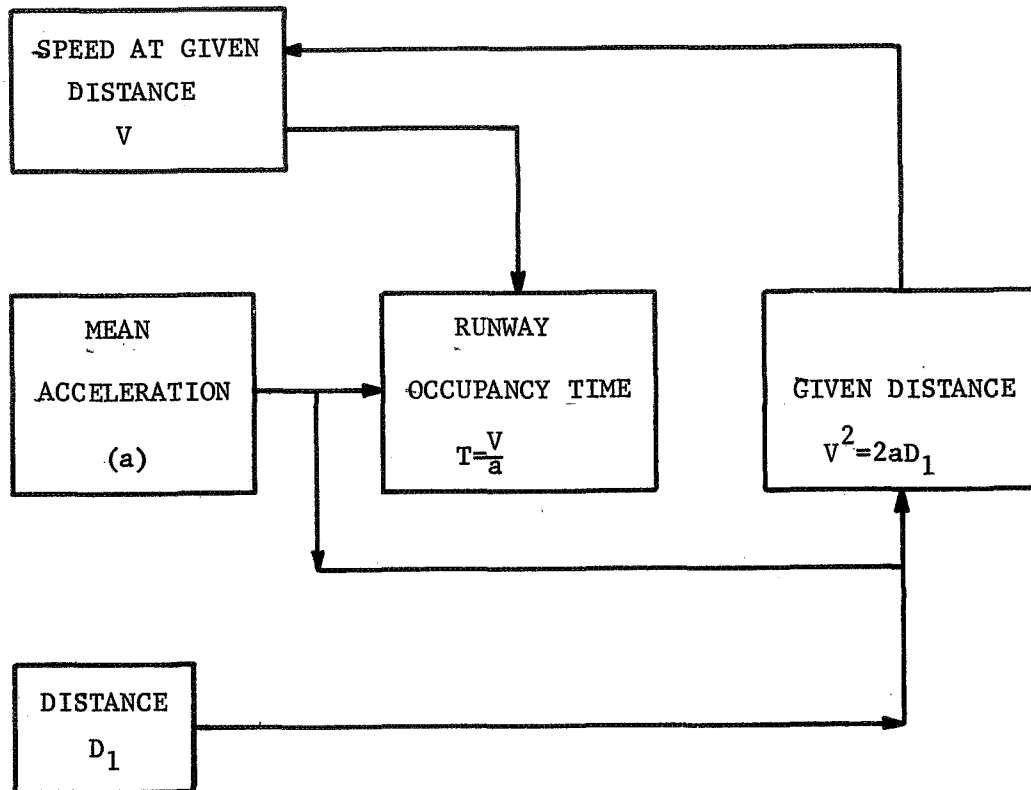 SPEED AT GIVEN
DISTANCE
V
MEAN
ACCELERATION
(a)
RUNWAY
OCCUPANCY TIME
T=V/a
GIVEN DISTANCE
V²=2aD₁
DISTANCE
D₁